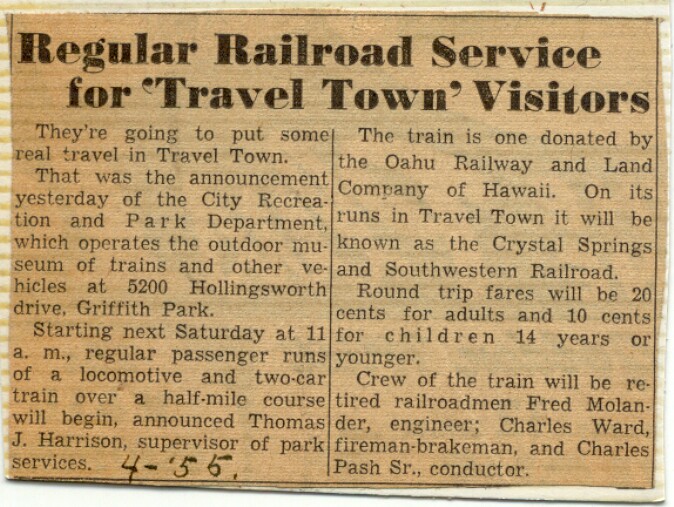 Regular Railroad Service
for 'Travel Town' Visitors
They're going to put some
real travel in Travel Town.
That was the announcement
yesterday of the City Recrea-
tion and Park Department,
which operates the outdoor mu-
seum of trains and other ve-
hicles at 5200 Hollingsworth
drive, Griffith Park.
Starting next Saturday at 11
a. m., regular passenger runs
of a locomotive and two-car
train over a half-mile course
will begin, announced Thomas
J. Harrison, supervisor of park
services.
4-'55.
The train is one donated by
the Oahu Railway and Land
Company of Hawaii. On its
runs in Travel Town it will be
known as the Crystal Springs
and Southwestern Railroad.
Round trip fares will be 20
cents for adults and 10 cents
for children 14 years or
younger.
Crew of the train will be re-
tired railroadmen Fred Molan-
der, engineer; Charles Ward,
fireman-brakeman, and Charles
Pash Sr., conductor.